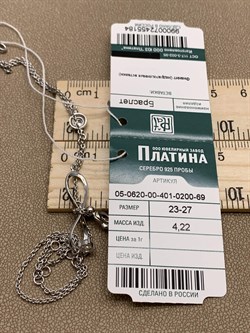 99000724558184
Браслет
ООО ЮВЕЛИРНЫЙ ЗАВОД
ПЛАТИНА
СЕРЕБРО 925 ПРОБЫ
АРТИКУЛ
05-0620-00-401-0200-69
РАЗМЕР 23-27
МАССА ИЗД. 4,22
ЦЕНА за 1г
ЦЕНА ИЗД.
СДЕЛАНО В РОССИИ